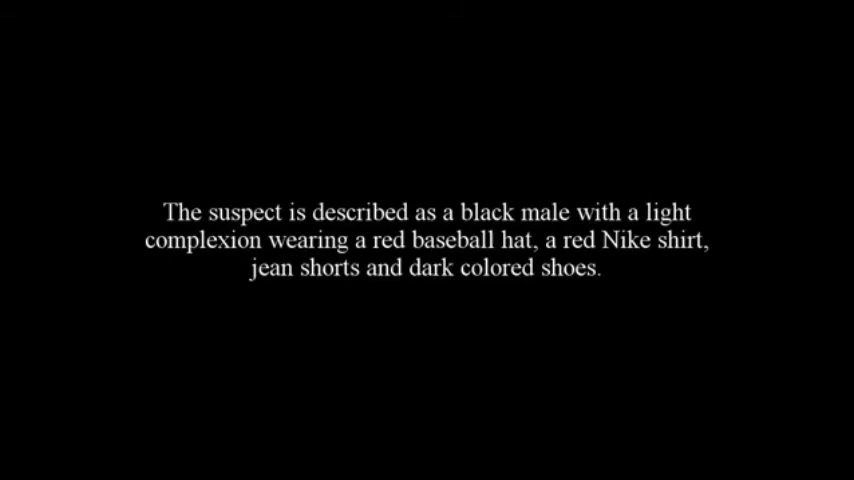 The suspect is described as a black male with a light
complexion wearing a red baseball hat, a red Nike shirt,
jean shorts and dark colored shoes.